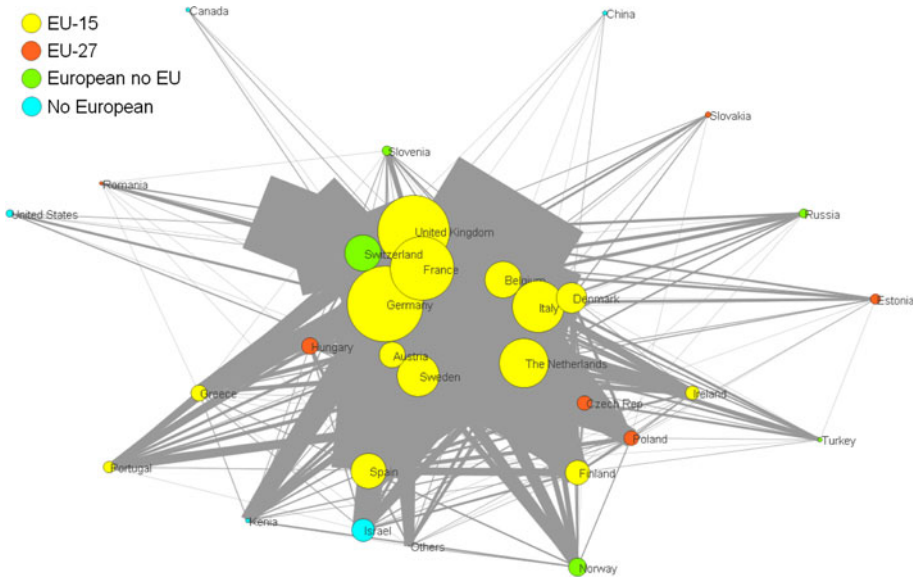 EU-15
EU-27
European no EU
No European
Canada
China
Slovakia
Slovenia
Romania
United States
Russia
United Kingdom
Switzerland
France
Belgium
Denmark
Estonia
Germany
Italy
Hungary
Austria
The Netherlands
Sweden
Greece
Ireland
Czech Rep
Poland
Turkey
Portugal
Spain
Finland
Kenia
Israel
Others
Norway